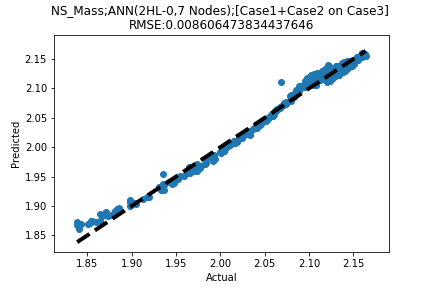 NS_Mass;ANN(2HL-0,7 Nodes);[Case1+Case2 on Case3]
RMSE:0.008606473834437646
2.15
2.10
2.05
2.00
1.95
1.90
1.85
Predicted
1.85 1.90 1.95 2.00 2.05 2.10 2.15
Actual